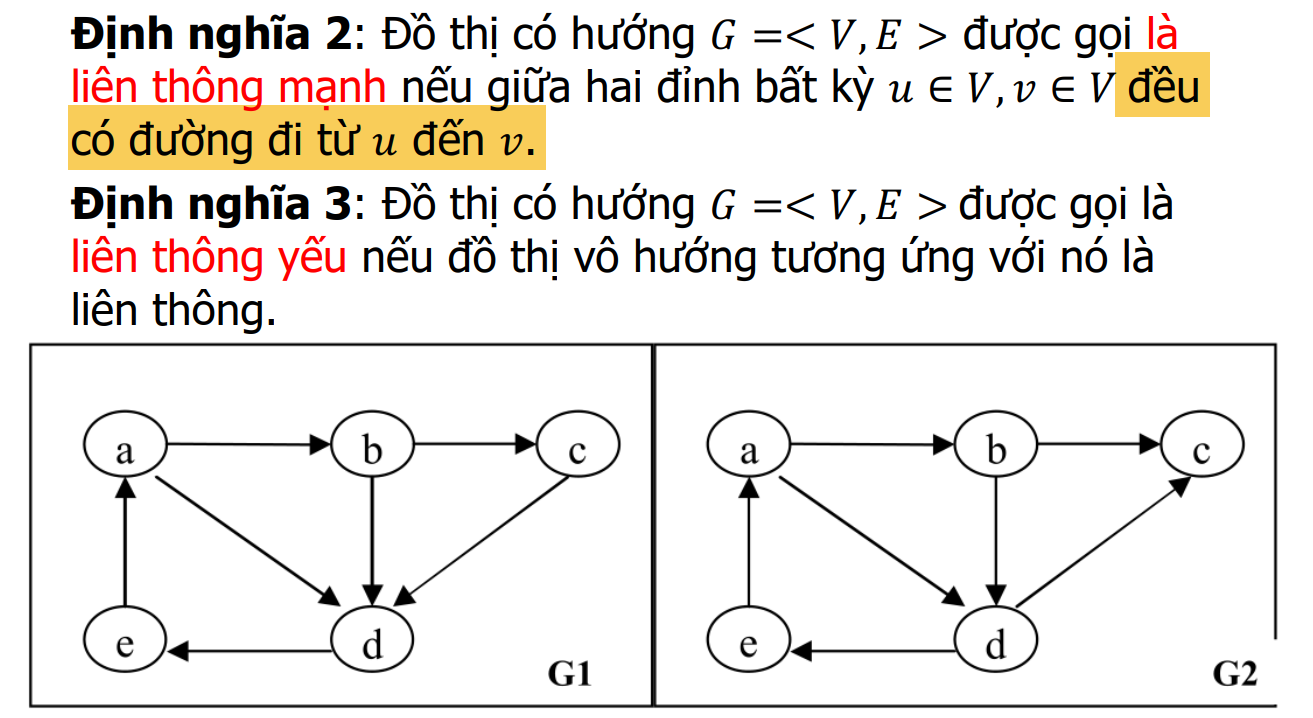 Định nghĩa 2: Đồ thị có hướng G =< V, E > được gọi là
liên thông mạnh nếu giữa hai đỉnh bất kỳ u ∈ V, v ∈ V đều
có đường đi từ u đến v.
Định nghĩa 3: Đồ thị có hướng G =< V, E > được gọi là
liên thông yếu nếu đồ thị vô hướng tương ứng với nó là
liên thông.
a b c
e d
G1
a b c
e d
G2